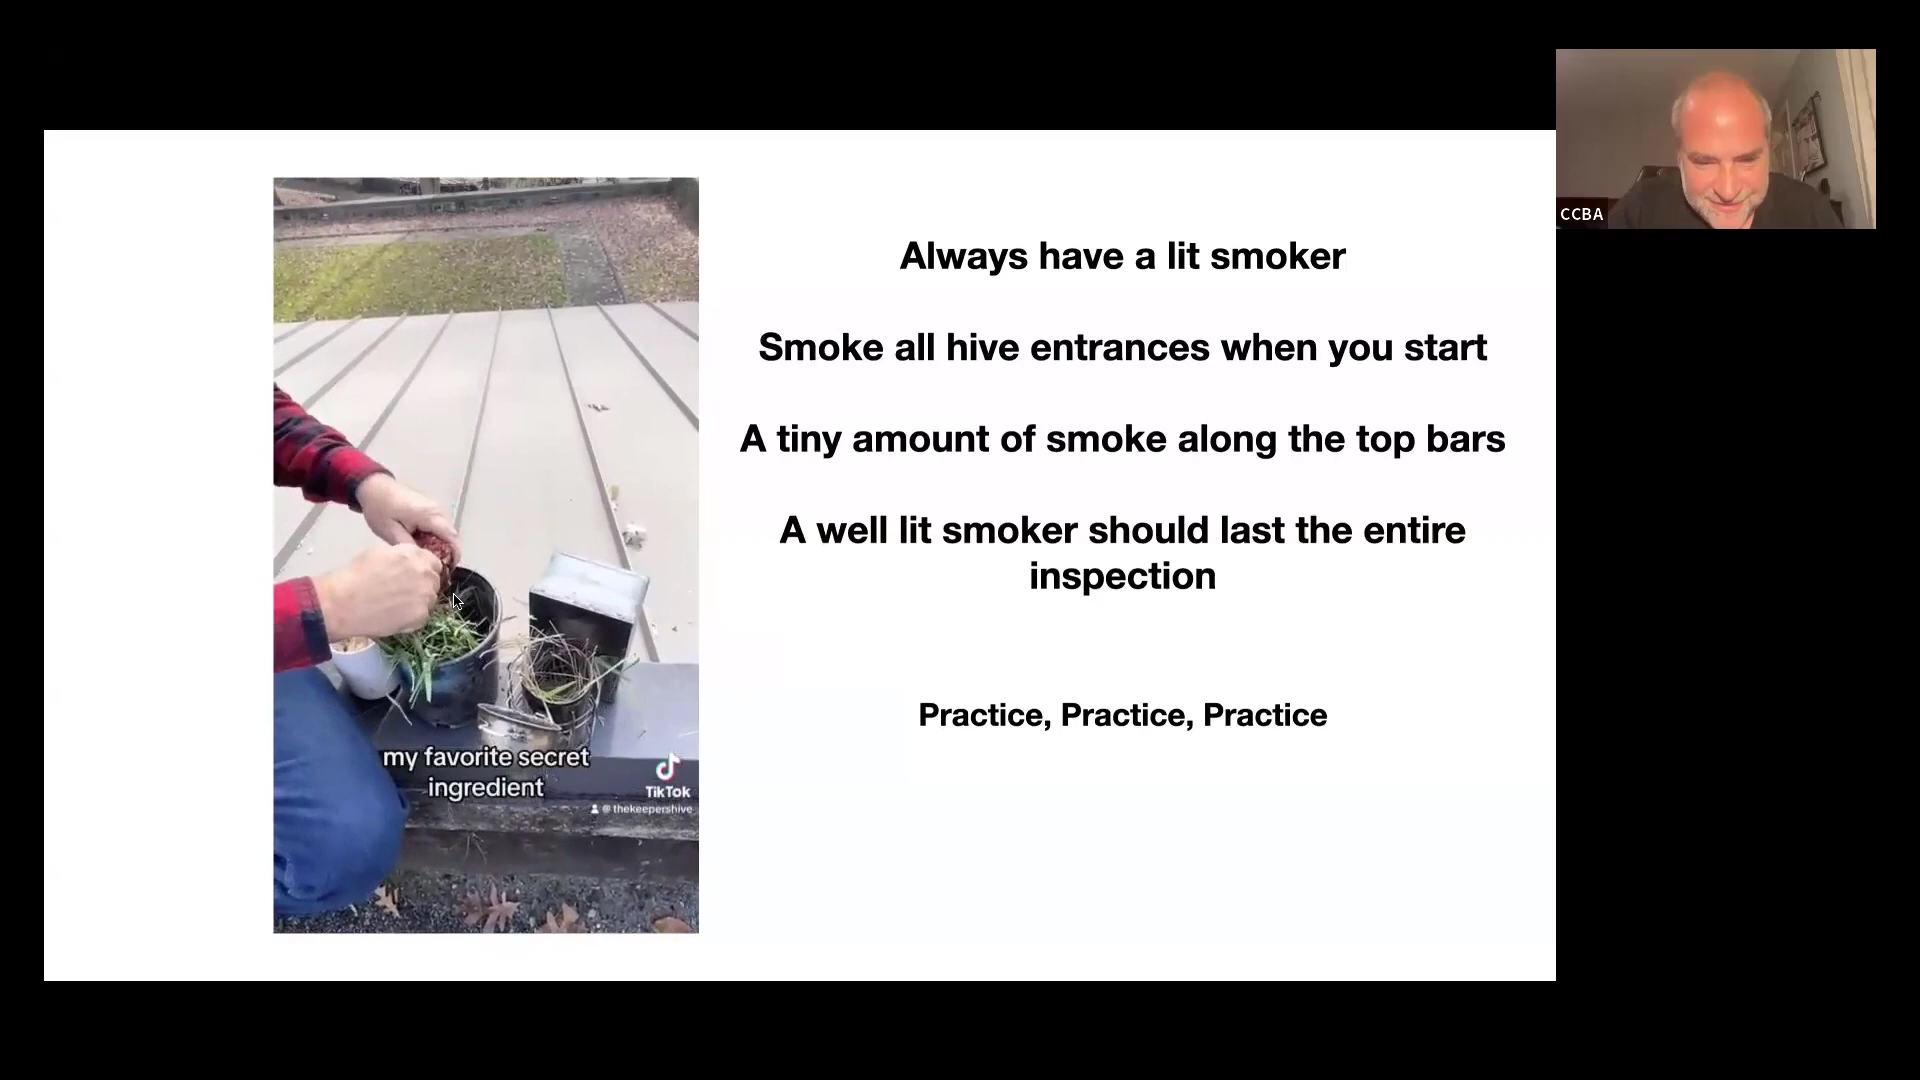 CCBA
Always have a lit smoker
Smoke all hive entrances when you start
A tiny amount of smoke along the top bars
A well lit smoker should last the entire
inspection
Practice, Practice, Practice
my favorite secret
ingredient
TikTok
@thekeepershive